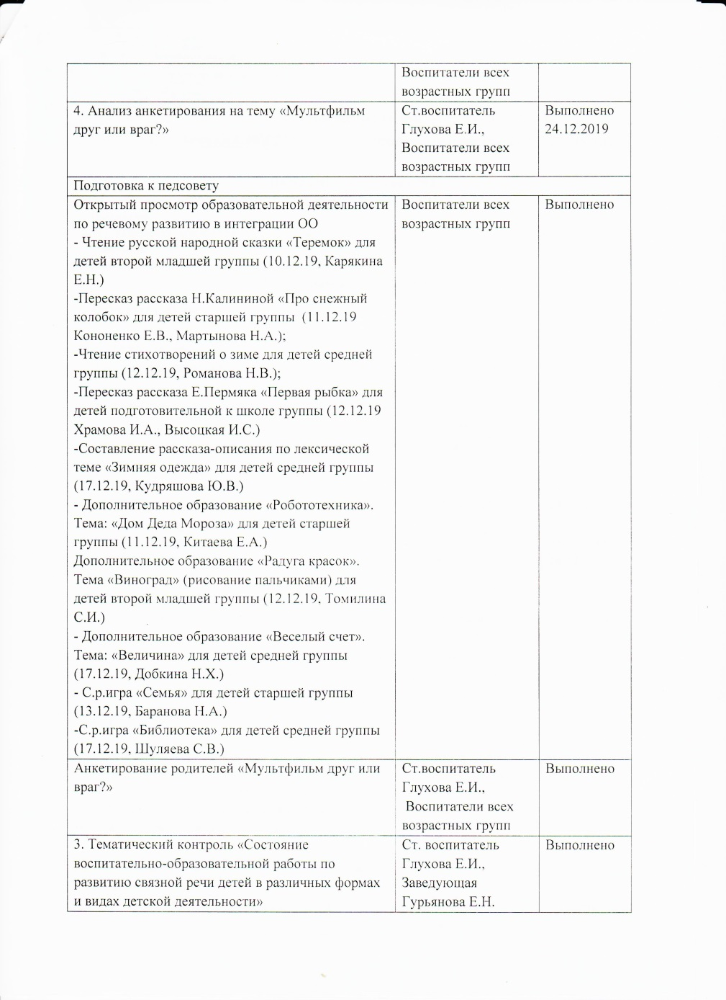 Воспитатели всех
возрастных групп
4. Анализ анкетирования на тему «Мультфильм
друг или враг?»
Ст.воспитатель
Глухова Е.И.,
Воспитатели всех
возрастных групп
Выполнено
24.12.2019
Подготовка к педсовету
Открытый просмотр образовательной деятельности
по речевому развитию в интеграции ОО
- Чтение русской народной сказки «Теремок» для
детей второй младшей группы (10.12.19, Карякина
Е.Н.)
-Пересказ рассказа Н.Калининой «Про снежный
колобок» для детей старшей группы  (11.12.19
Кононенко Е.В., Мартынова Н.А.);
-Чтение стихотворений о зиме для детей средней
группы (12.12.19, Романова Н.В.);
-Пересказ рассказа Е.Пермяка «Первая рыбка» для
детей подготовительной к школе группы (12.12.19
Храмова И.А., Высоцкая И.С.)
-Составление рассказа-описания по лексической
теме «Зимняя одежда» для детей средней группы
(17.12.19, Кудряшова Ю.В.)
- Дополнительное образование «Робототехника».
Тема: «Дом Деда Мороза» для детей старшей
группы (11.12.19, Китаева Е.А.)
Дополнительное образование «Радуга красок».
Тема «Виноград» (рисование пальчиками) для
детей второй младшей группы (12.12.19, Томилина
С.И.)
- Дополнительное образование «Веселый счет».
Тема: «Величина» для детей средней группы
(17.12.19, Добкина Н.Х.)
- С.р.игра «Семья» для детей старшей группы
(13.12.19, Баранова Н.А.)
-С.р.игра «Библиотека» для детей средней группы
(17.12.19, Шуляева С.В.)
Воспитатели всех
возрастных групп
Выполнено
Анкетирование родителей «Мультфильм друг или
враг?»
Ст.воспитатель
Глухова Е.И.,
Воспитатели всех
возрастных групп
Выполнено
3. Тематический контроль «Состояние
воспитательно-образовательной работы по
развитию связной речи детей в различных формах
и видах детской деятельности»
Ст. воспитатель
Глухова Е.И.,
Заведующая
Гурьянова Е.Н.
Выполнено